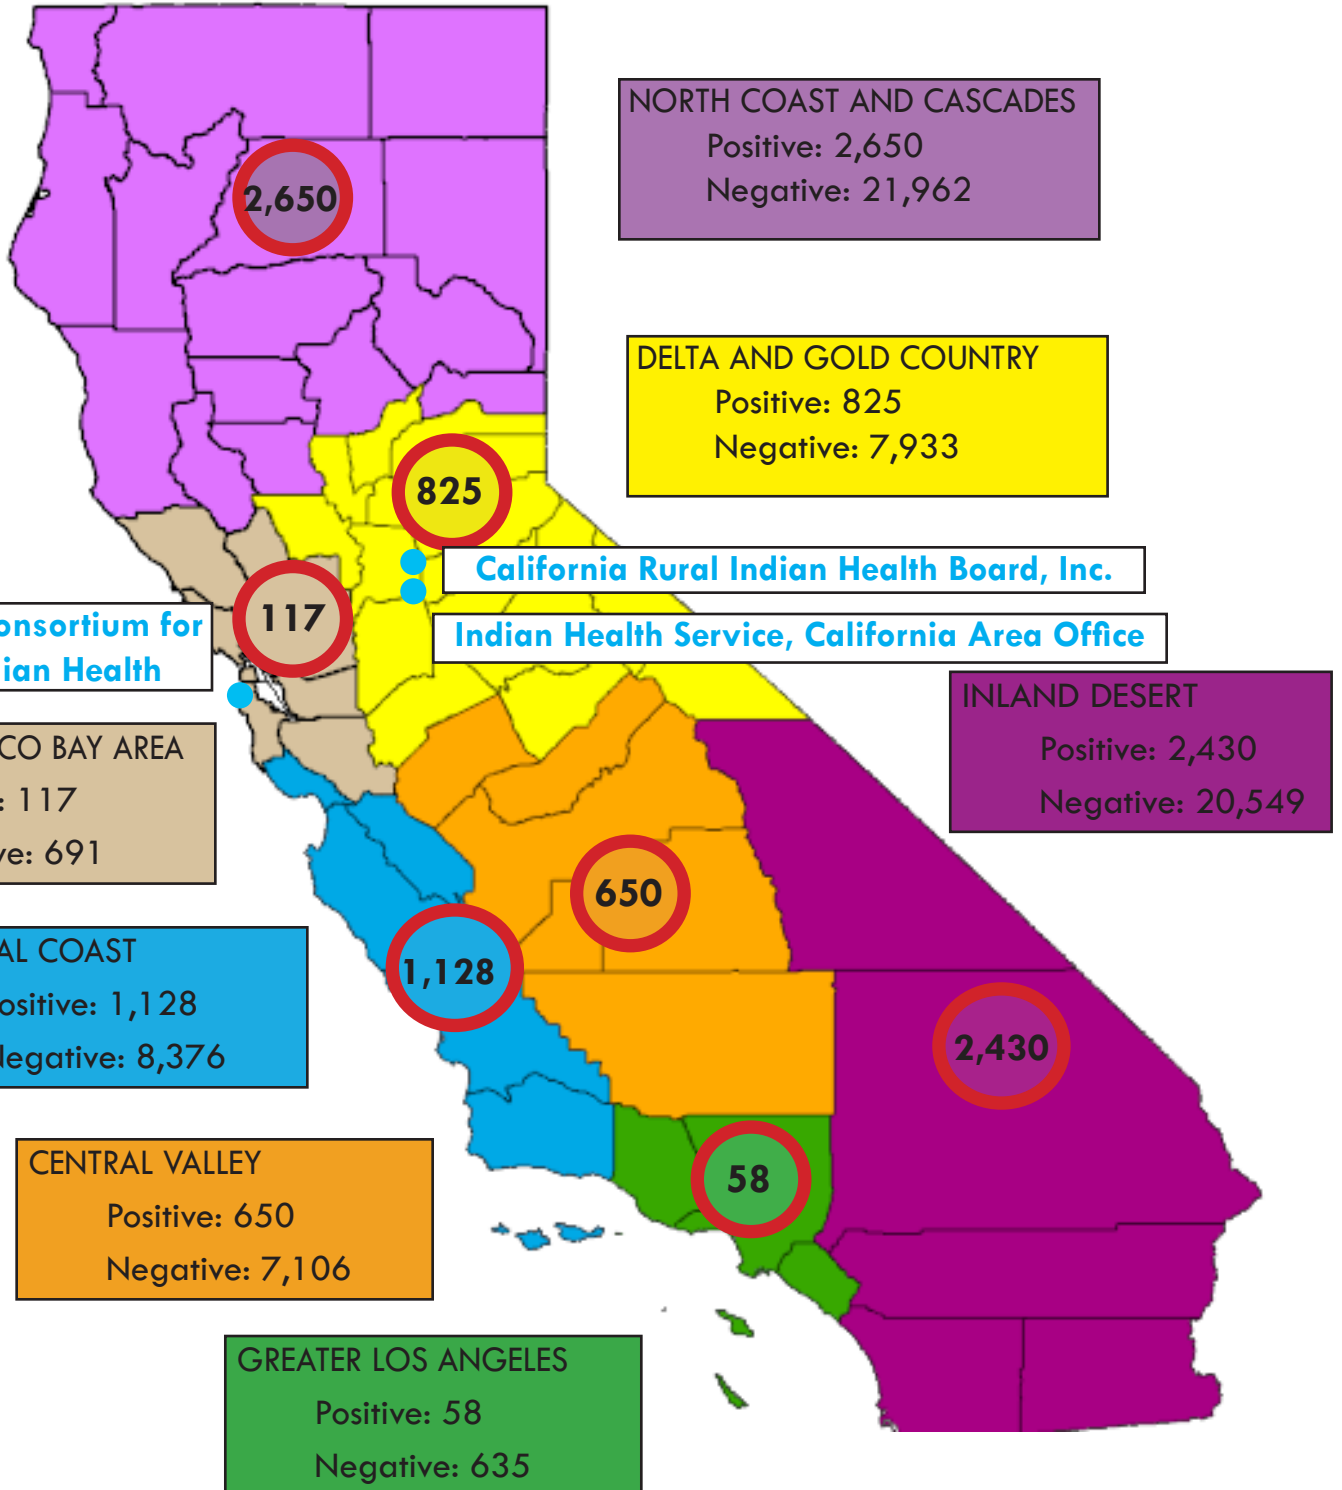 NORTH COAST AND CASCADES
Positive: 2,650
Negative: 21,962
2,650
DELTA AND GOLD COUNTRY
Positive: 825
Negative: 7,933
825
California Rural Indian Health Board, Inc.
117
onsortium for
Indian Health Service, California Area Office
ian Health
INLAND DESERT
Positive: 2,430
Negative: 20,549
CO BAY AREA
: 117
ve: 691
650
AL COAST
ositive: 1,128
Negative: 8,376
1,128
2,430
CENTRAL VALLEY
Positive: 650
Negative: 7,106
58
GREATER LOS ANGELES
Positive: 58
Negative: 635